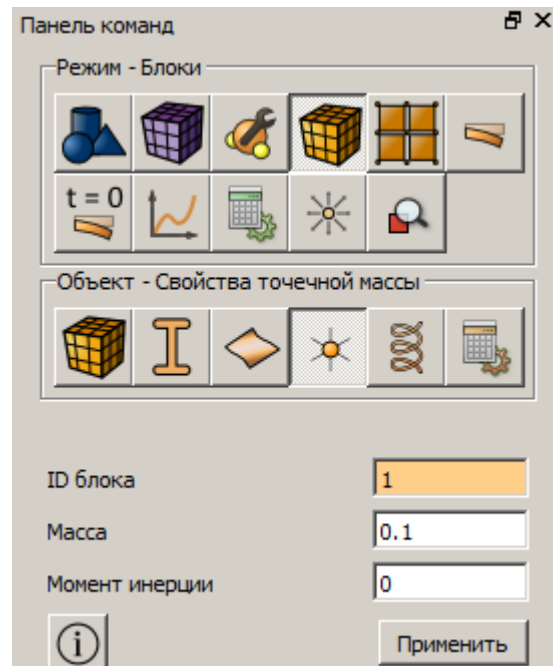 Панель команд
Режим - Блоки
t = 0
Объект - Свойства точечной массы
ID блока 1
Масса 0.1
Момент инерции 0
i Применить